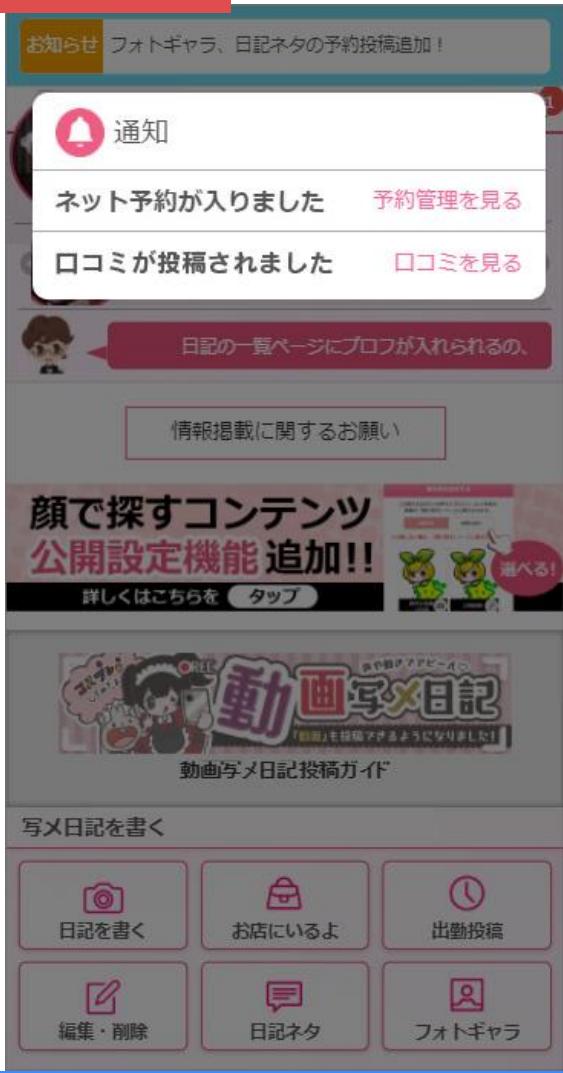 お知らせ フォトギャラ、日記ネタの予約投稿追加！
1
通知
ネット予約が入りました 予約管理を見る
口コミが投稿されました 口コミを見る
日記の一覧ページにプロフが入れられるの、
情報掲載に関するお願い
顔で探すコンテンツ
公開設定機能 追加!!
選べる!
詳しくはこちらを タップ
REC
動画写メ日記
「動画」も投稿できるようになりました!
動画写メ日記投稿ガイド
写メ日記を書く
日記を書く お店にいるよ 出勤投稿
編集・削除 日記ネタ フォトギャラ